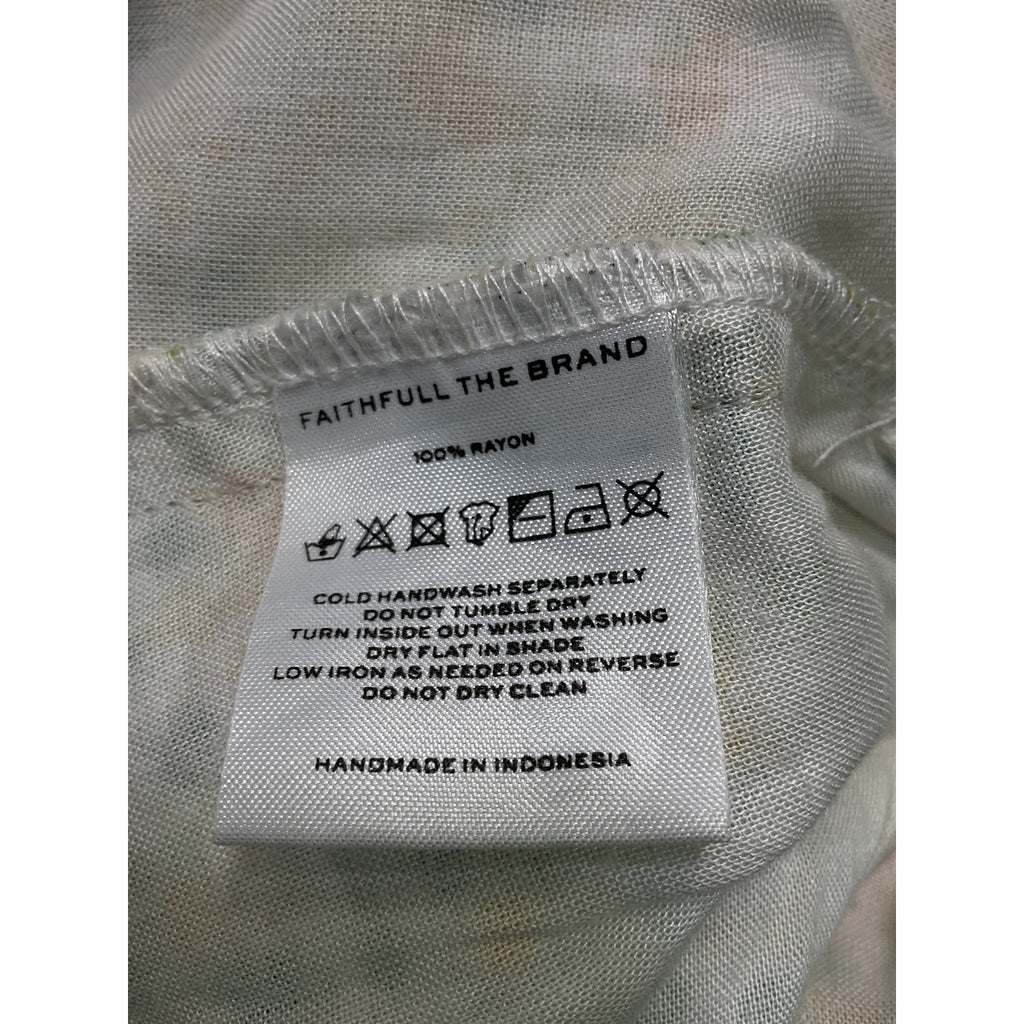 FAITHFULL THE BRAND
100% RAYON
COLD HANDWASH SEPARATELY
DO NOT TUMBLE DRY
TURN INSIDE OUT WHEN WASHING
DRY FLAT IN SHADE
LOW IRON AS NEEDED ON REVERSE
DO NOT DRY CLEAN
HANDMADE IN INDONESIA